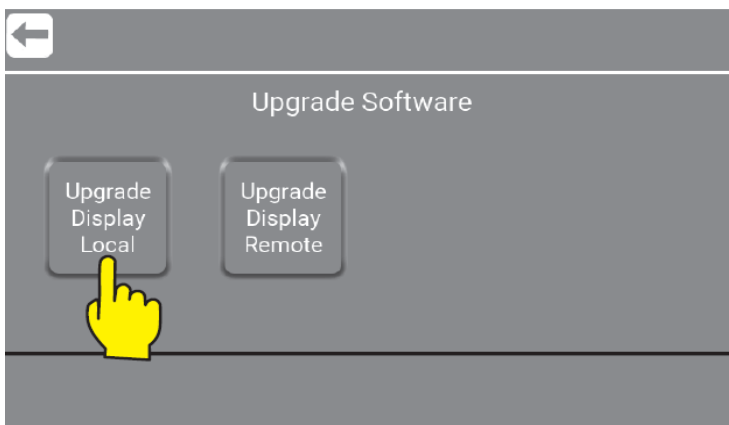 Upgrade Software
Upgrade
Display
Local
Upgrade
Display
Remote